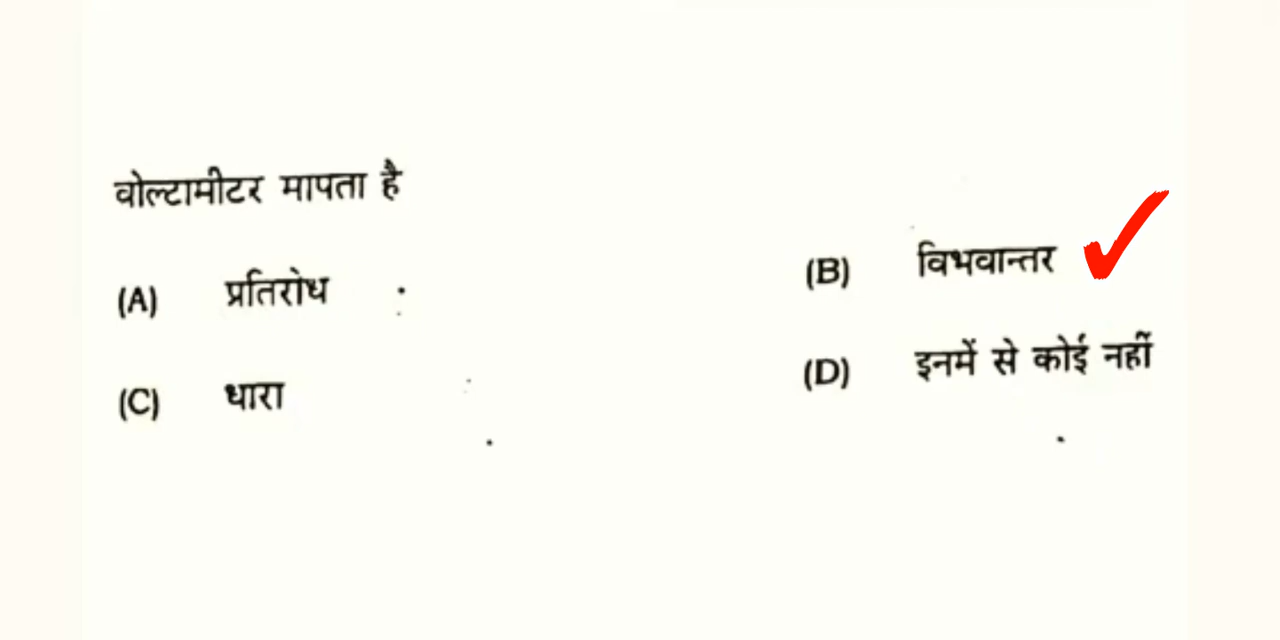 वोल्टामीटर मापता है
(A) प्रतिरोध
(B) विभवान्तर
(C) धारा
(D) इनमें से कोई नहीं